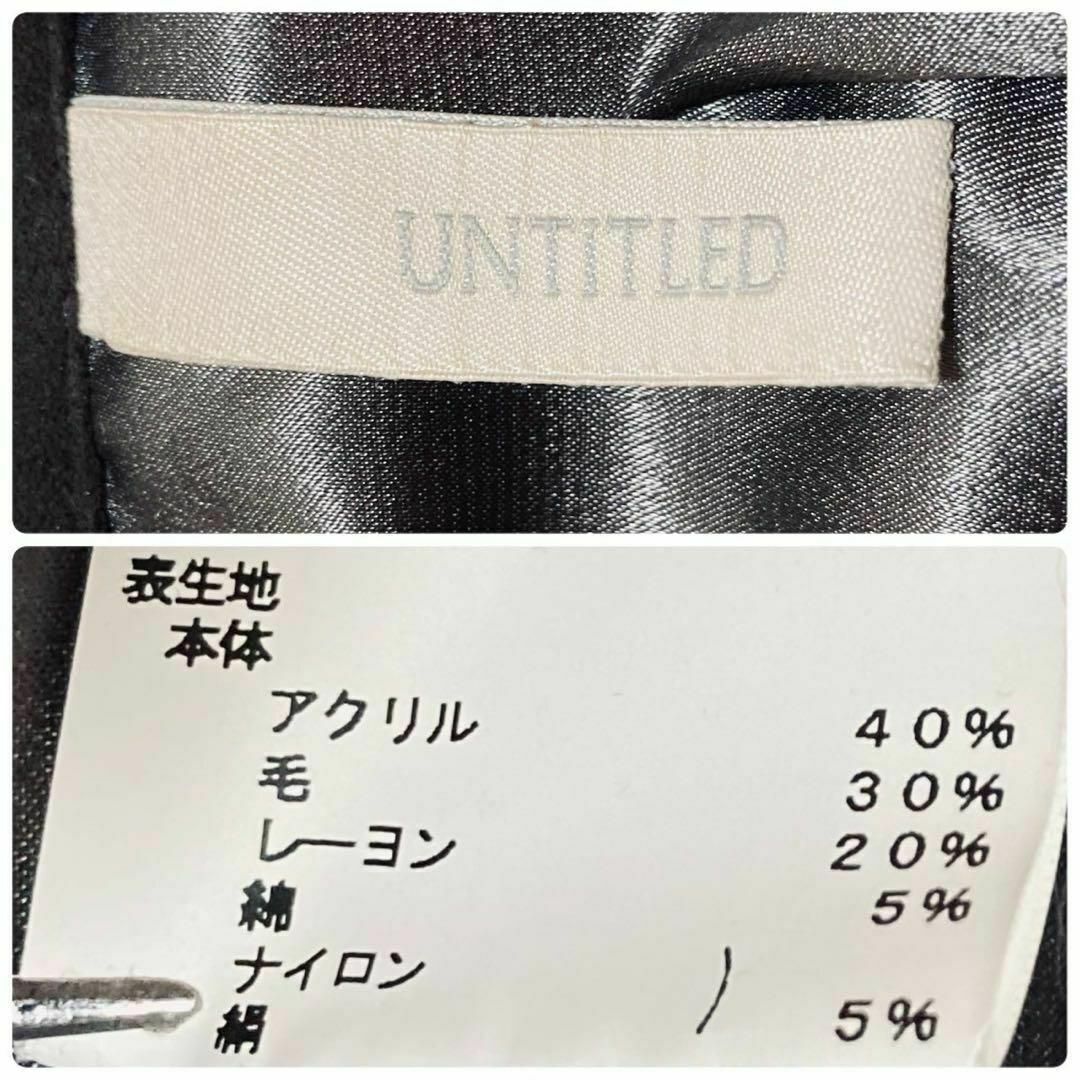 UNTITLED
表生地
本体
アクリル 40%
毛 30%
レーヨン 20%
綿 5%
ナイロン )
絹 5%